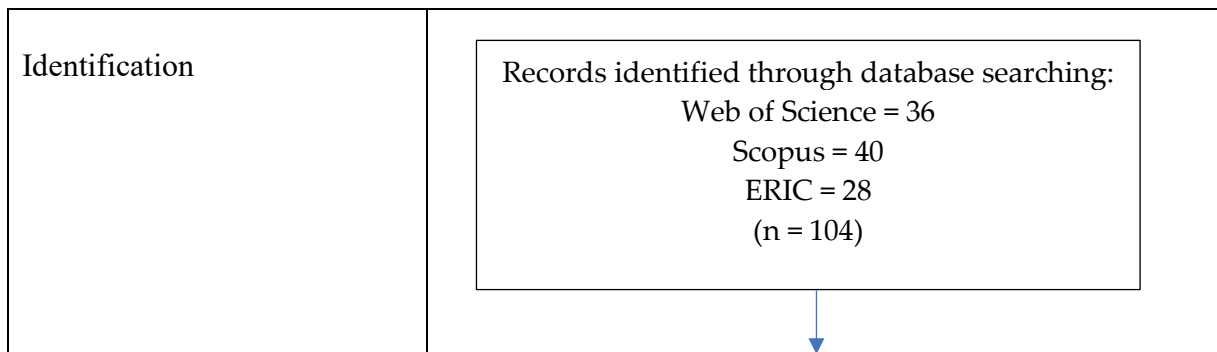 Identification
Records identified through database searching:
Web of Science = 36
Scopus = 40
ERIC = 28
(n = 104)